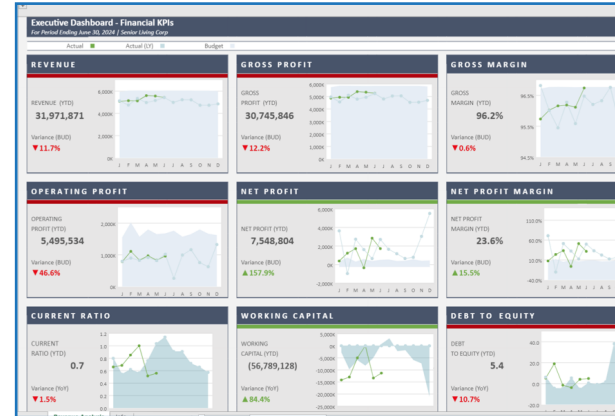 Executive Dashboard - Financial KPIs
For Period Ending June 30, 2024 | Senior Living Corp
Actual Actual (LY) Budget
REVENUE
REVENUE (YTD)
31,971,871
Variance (BUD)
▼11.7%
6,000K
4,000K
2,000K
0K
J F M A M J J A S O N D
GROSS PROFIT
GROSS
PROFIT (YTD)
30,745,846
Variance (BUD)
▼12.2%
6,000K
5,000K
4,000K
3,000K
2,000K
1,000K
0K
J F M A M J J A S O N D
GROSS MARGIN
GROSS
MARGIN (YTD)
96.2%
Variance (BUD)
▼0.6%
96.5%
95.5%
94.5%
J F M A M J J A S
OPERATING PROFIT
OPERATING
PROFIT (YTD)
5,495,534
Variance (BUD)
▼46.6%
2,000K
1,000K
0K
J F M A M J J A S O N D
NET PROFIT
NET PROFIT (YTD)
7,548,804
Variance (BUD)
▲157.9%
6,000K
4,000K
2,000K
0K
-2,000K
J F M A M J J A S O N D
NET PROFIT MARGIN
NET PROFIT
MARGIN (YTD)
23.6%
Variance (BUD)
▲15.5%
110.0%
60.0%
10.0%
-40.0%
J F M A M J J A S
CURRENT RATIO
CURRENT
RATIO (YTD)
0.7
Variance (YoY)
▼1.5%
1.2
1.0
0.8
0.6
0.4
0.2
0.0
WORKING CAPITAL
WORKING
CAPITAL (YTD)
(56,789,128)
Variance (YoY)
▲84.4%
5,000K
0K
-5,000K
-10,000K
-15,000K
-20,000K
-25,000K
DEBT TO EQUITY
DEBT
TO EQUITY (YTD)
5.4
Variance (YoY)
▼10.7%
40.0
20.0
0.0
-20.0